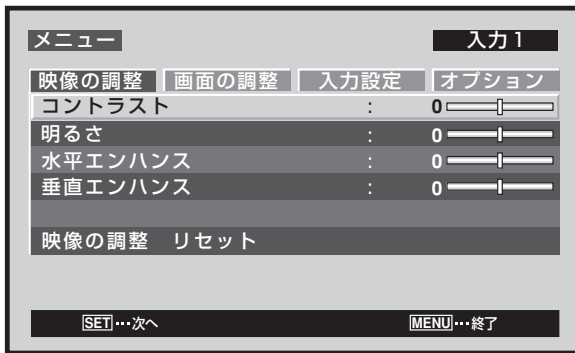 メニュー 入力1
映像の調整 画面の調整 入力設定 オプション
コントラスト : 0
明るさ : 0
水平エンハンス : 0
垂直エンハンス : 0
映像の調整 リセット
SET…次へ MENU…終了